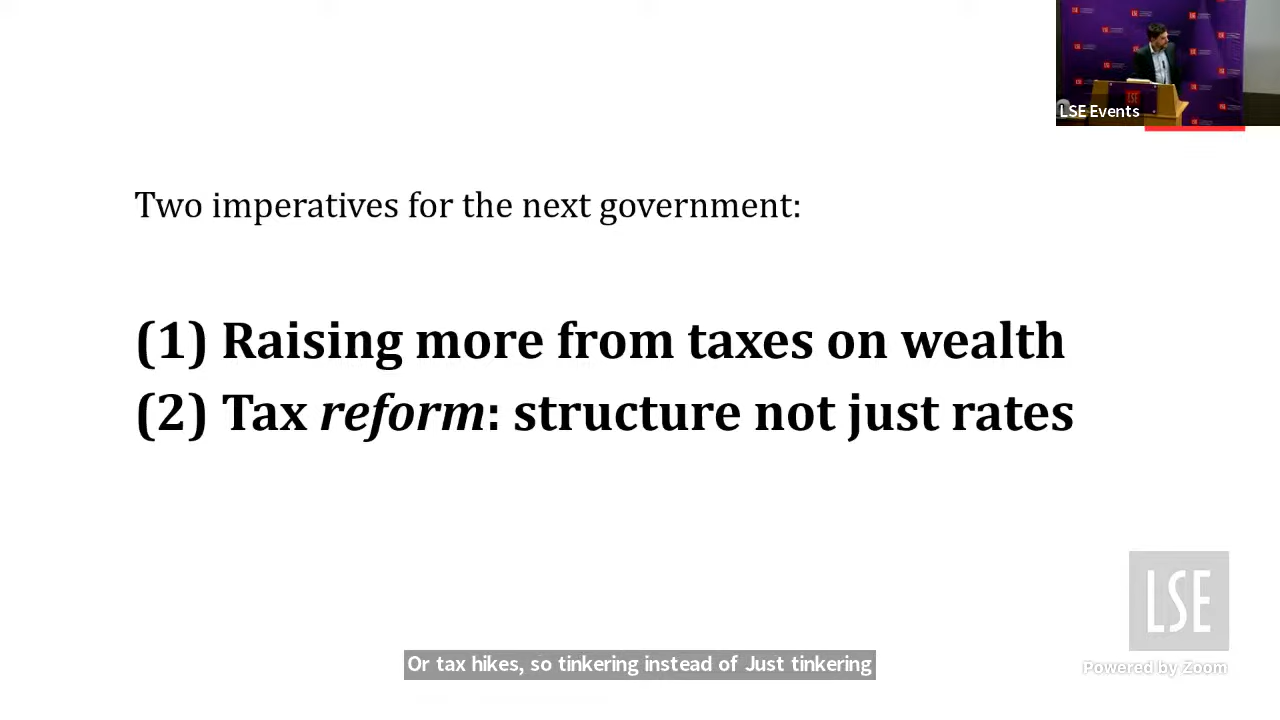 LSE
LSE Events
Two imperatives for the next government:
(1) Raising more from taxes on wealth
(2) Tax reform: structure not just rates
LSE
Or tax hikes, so tinkering instead of Just tinkering
Powered by Zoom